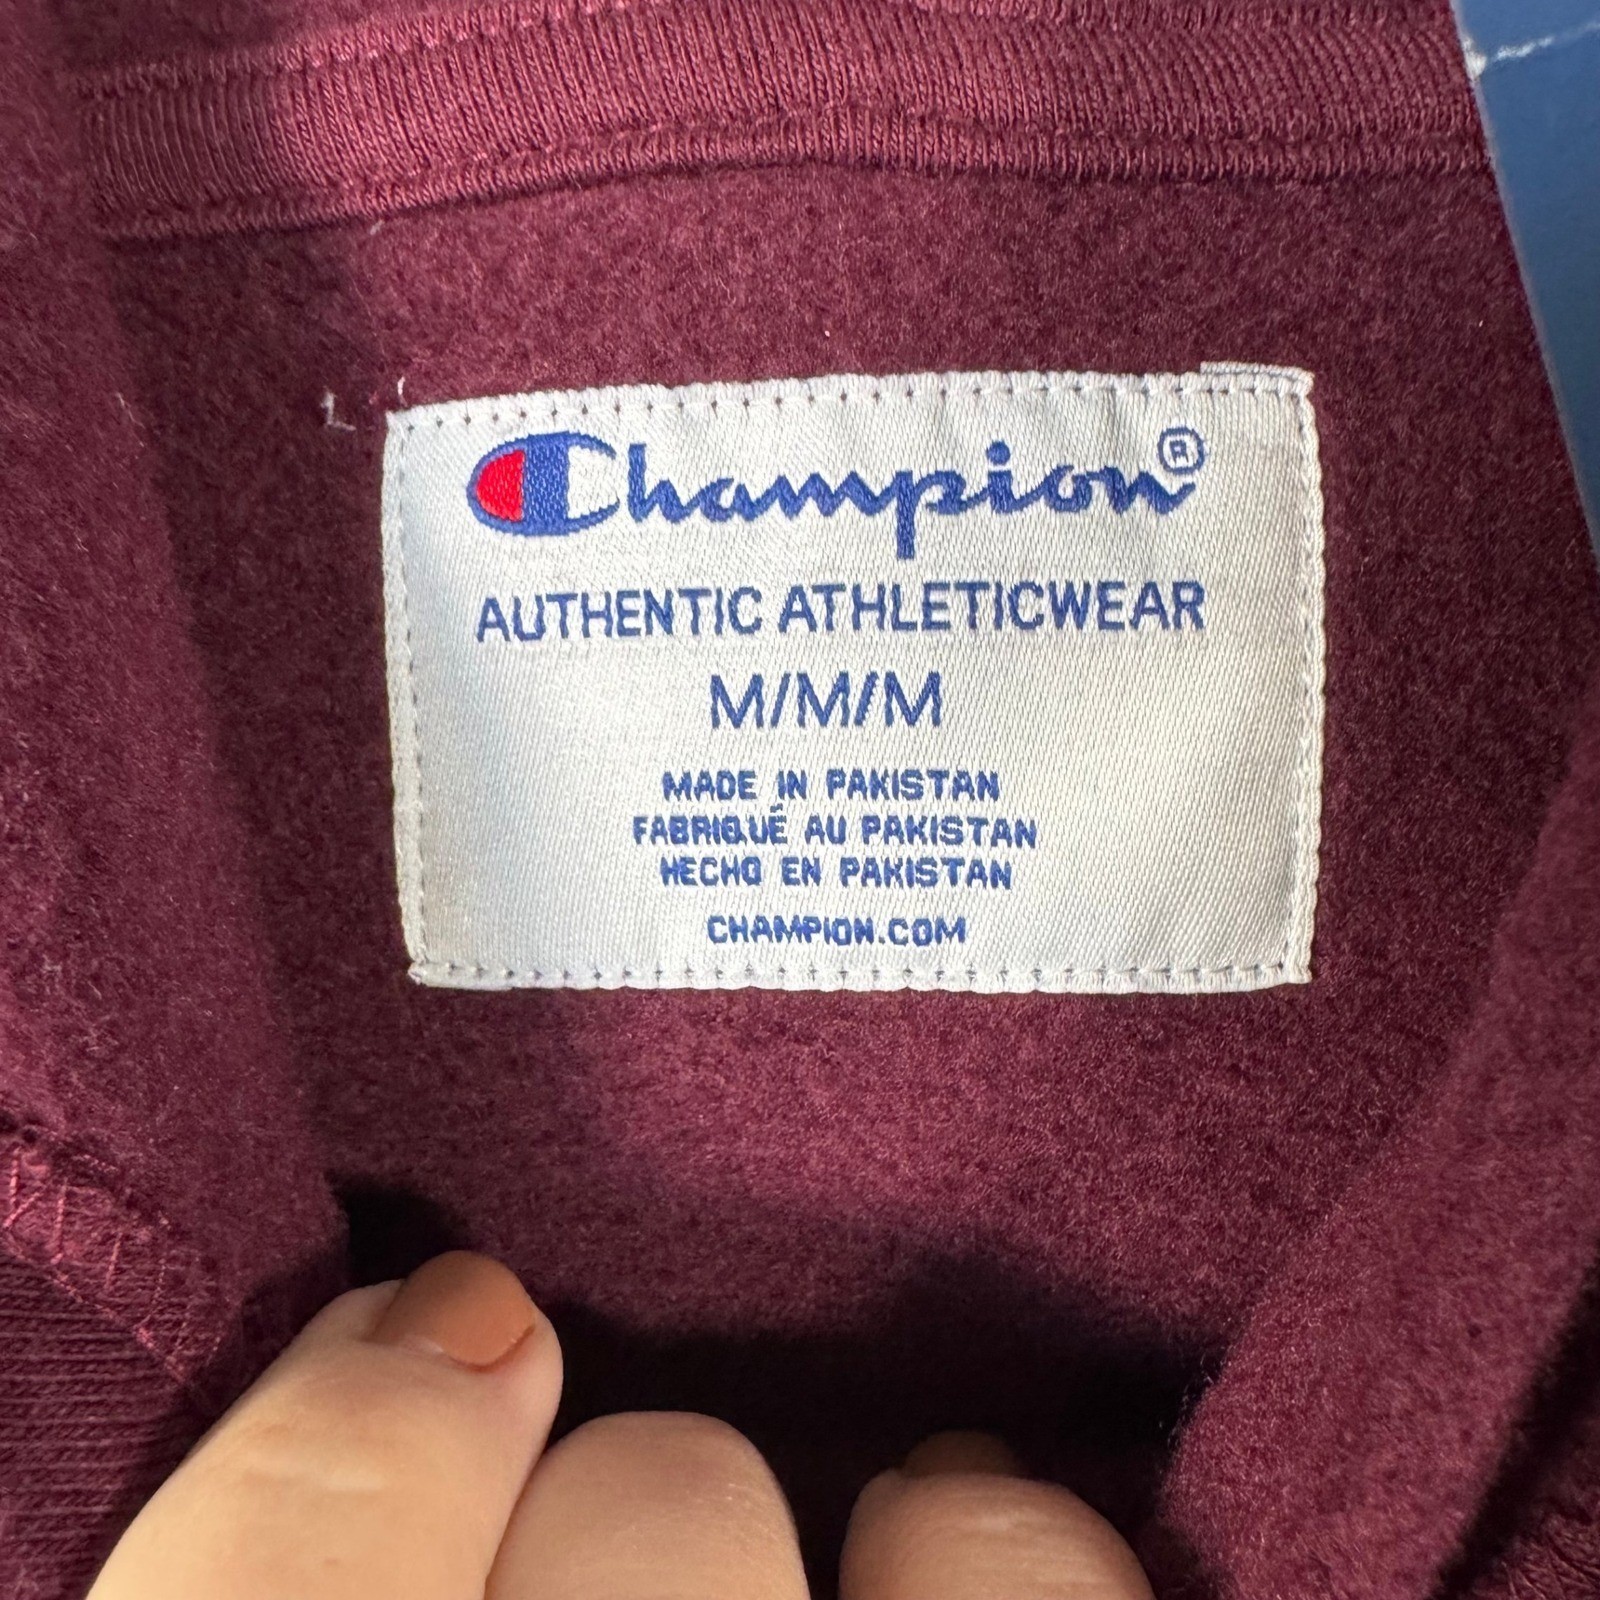 Champion®
AUTHENTIC ATHLETICWEAR
M/M/M
MADE IN PAKISTAN
FABRIQUÉ AU PAKISTAN
HECHO EN PAKISTAN
CHAMPION.COM